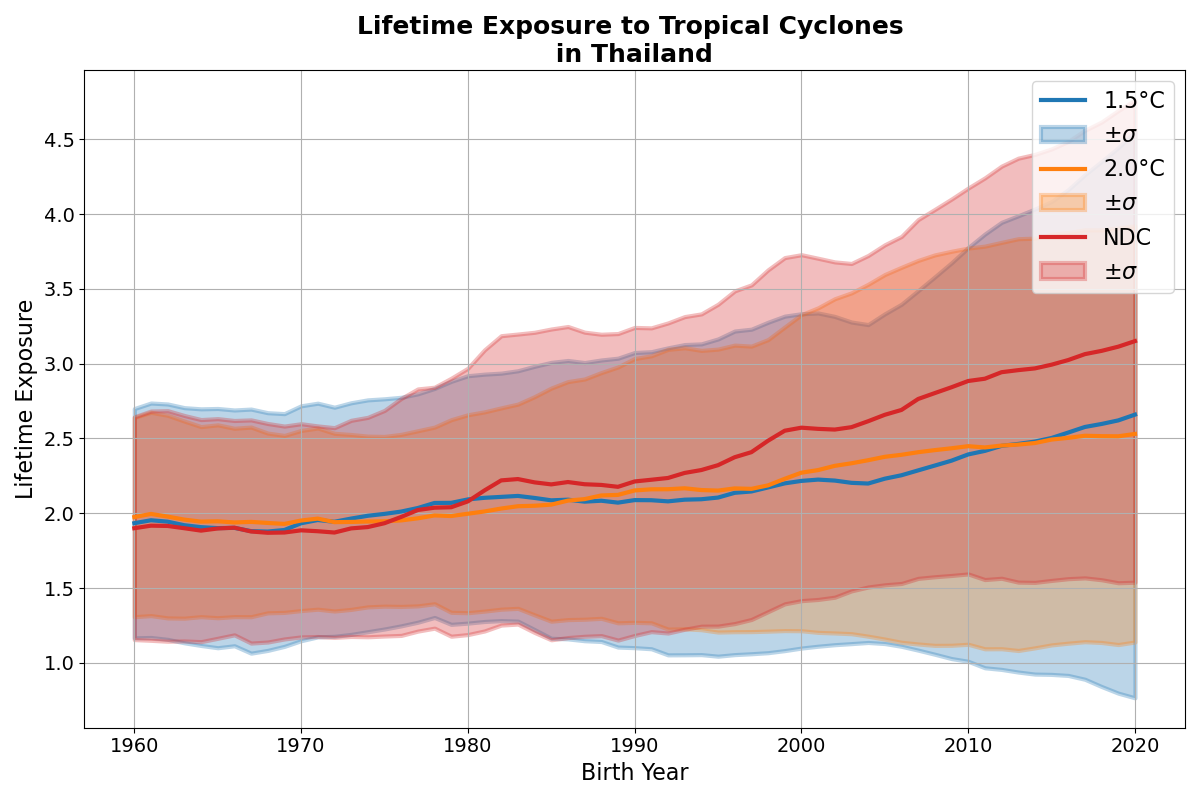 Lifetime Exposure to Tropical Cyclones
in Thailand
1.5°C
±σ
2.0°C
±σ
NDC
±σ
Lifetime Exposure
4.5
4.0
3.5
3.0
2.5
2.0
1.5
1.0
1960 1970 1980 1990 2000 2010 2020
Birth Year